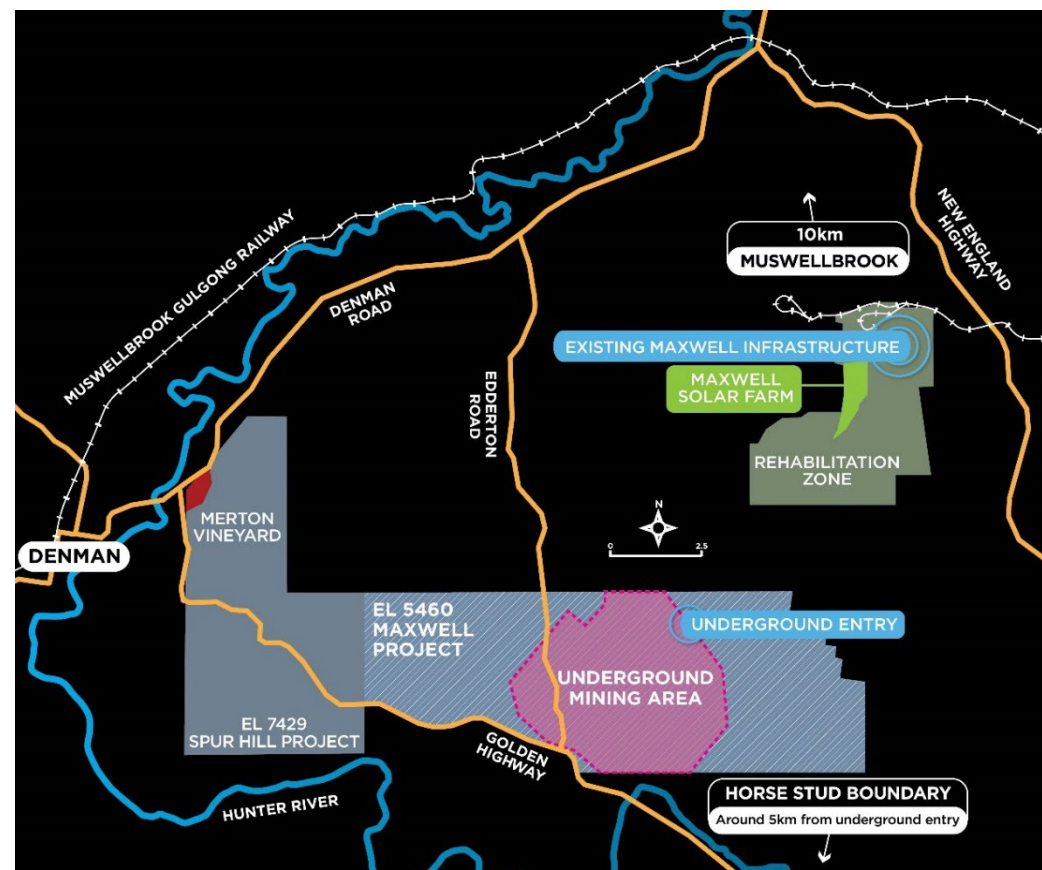 MUSWELLBROOK GULGONG RAILWAY
NEW ENGLAND
HIGHWAY
10km
MUSWELLBROOK
DENMAN
ROAD
EXISTING MAXWELL INFRASTRUCTURE
MAXWELL
SOLAR FARM
EDDERTON
ROAD
REHABILITATION
ZONE
MERTON
VINEYARD
N
0 2.5
DENMAN
EL 5460
MAXWELL
PROJECT
UNDERGROUND ENTRY
UNDERGROUND
MINING AREA
EL 7429
SPUR HILL PROJECT
GOLDEN
HIGHWAY
HUNTER RIVER
HORSE STUD BOUNDARY
Around 5km from underground entry